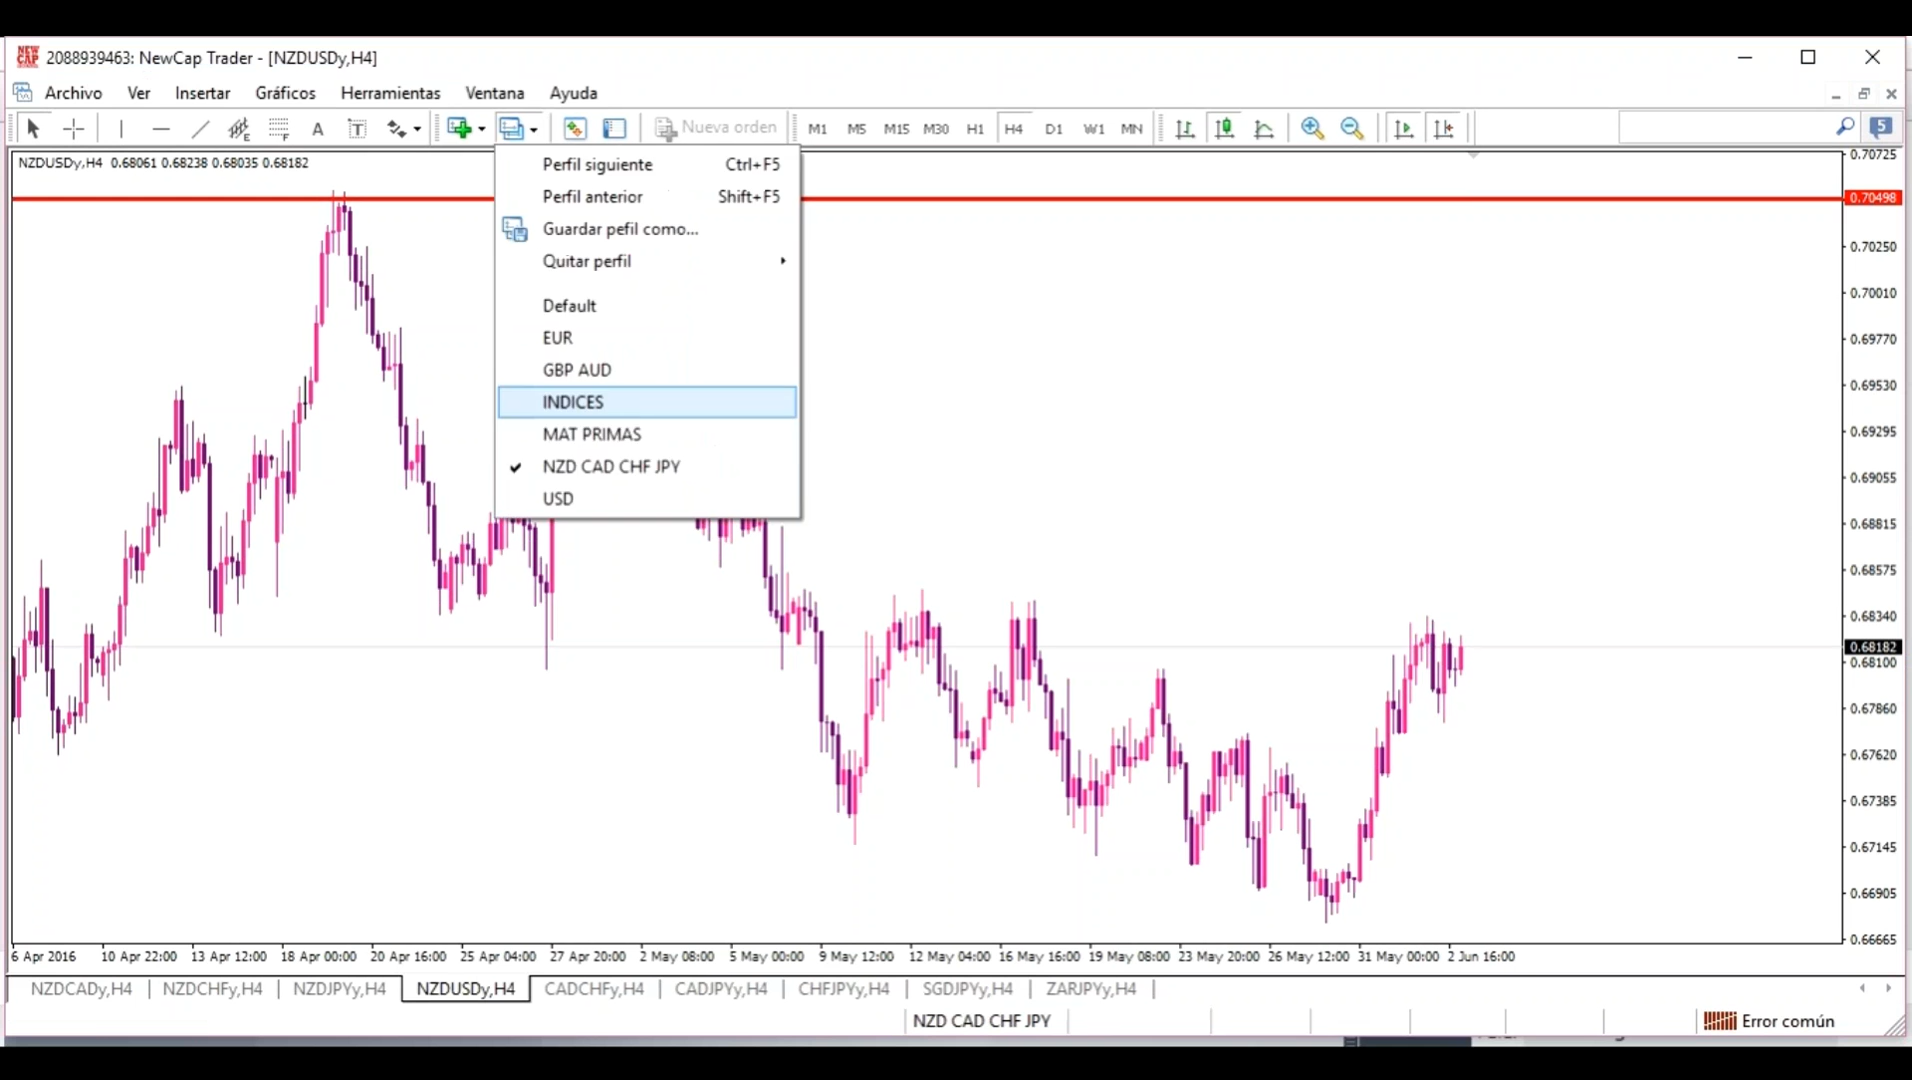 NEW CAP 2088939463: NewCap Trader - [NZDUSDy,H4]
Archivo Ver Insertar Gráficos Herramientas Ventana Ayuda
E F A T Nueva orden M1 M5 M15 M30 H1 H4 D1 W1 MN 5
NZDUSDy,H4 0.68061 0.68238 0.68035 0.68182
Perfil siguiente Ctrl+F5
Perfil anterior Shift+F5
Guardar pefil como...
Quitar perfil
Default
EUR
GBP AUD
INDICES
MAT PRIMAS
NZD CAD CHF JPY
USD
0.70725
0.70498
0.70250
0.70010
0.69770
0.69530
0.69295
0.69055
0.68815
0.68575
0.68340
0.68182
0.68100
0.67860
0.67620
0.67385
0.67145
0.66905
0.66665
6 Apr 2016 10 Apr 22:00 13 Apr 12:00 18 Apr 00:00 20 Apr 16:00 25 Apr 04:00 27 Apr 20:00 2 May 08:00 5 May 00:00 9 May 12:00 12 May 04:00 16 May 16:00 19 May 08:00 23 May 20:00 26 May 12:00 31 May 00:00 2 Jun 16:00
NZDCADy,H4 NZDCHFy,H4 NZDJPYy,H4 NZDUSDy,H4 CADCHFy,H4 CADJPYy,H4 CHFJPYy,H4 SGDJPYy,H4 ZARJPYy,H4
NZD CAD CHF JPY Error común